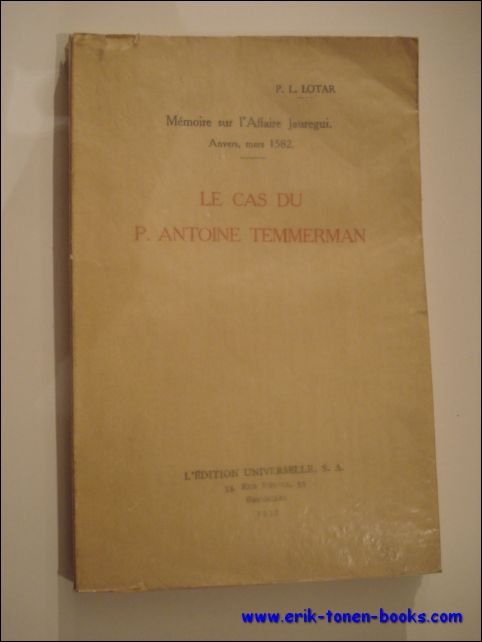 P. L. LOTAR
Mémoire sur l'Affaire Jauregui.
Anvers, mars 1582.
LE CAS DU
P. ANTOINE TEMMERMAN
L'ÉDITION UNIVERSELLE, S. A.
53
www.erik-tonen-books.com